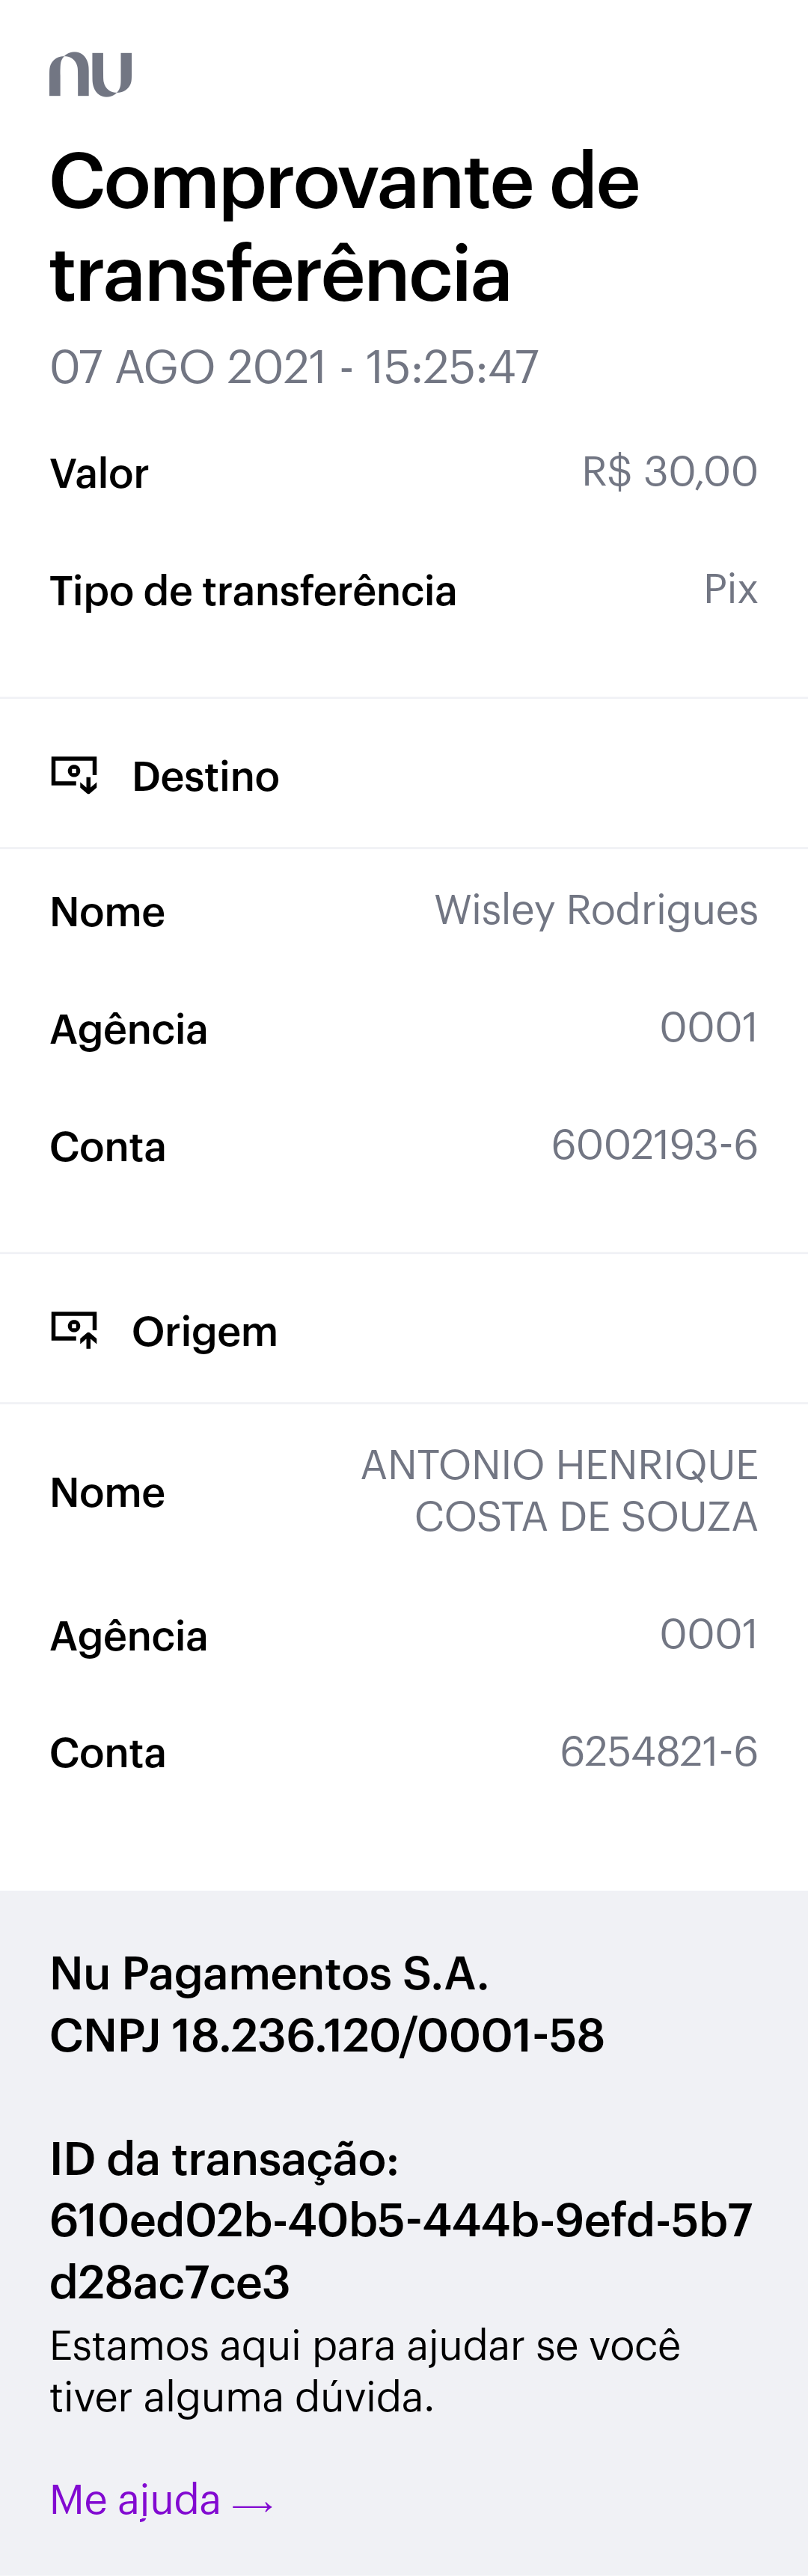 nu
Comprovante de
transferência
07 AGO 2021 - 15:25:47
Valor R$ 30,00
Tipo de transferência Pix
Destino
Nome Wisley Rodrigues
Agência 0001
Conta 6002193-6
Origem
Nome ANTONIO HENRIQUE
COSTA DE SOUZA
Agência 0001
Conta 6254821-6
Nu Pagamentos S.A.
CNPJ 18.236.120/0001-58
ID da transação:
610ed02b-40b5-444b-9efd-5b7
d28ac7ce3
Estamos aqui para ajudar se você
tiver alguma dúvida.
Me ajuda →